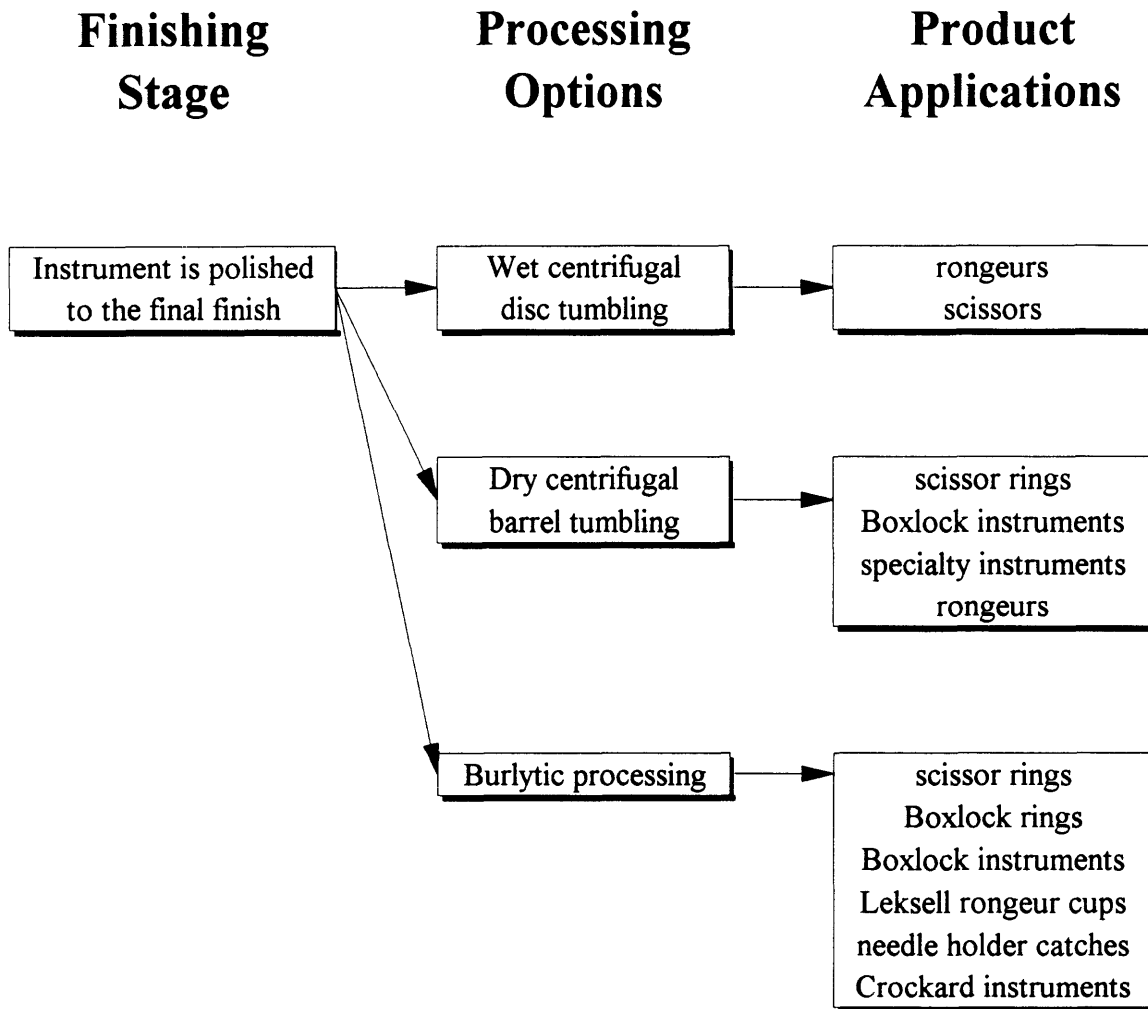 Finishing
Stage
Processing
Options
Product
Applications
Instrument is polished
to the final finish
Wet centrifugal
disc tumbling
rongeurs
scissors
Dry centrifugal
barrel tumbling
scissor rings
Boxlock instruments
specialty instruments
rongeurs
Burlytic processing
scissor rings
Boxlock rings
Boxlock instruments
Leksell rongeur cups
needle holder catches
Crockard instruments